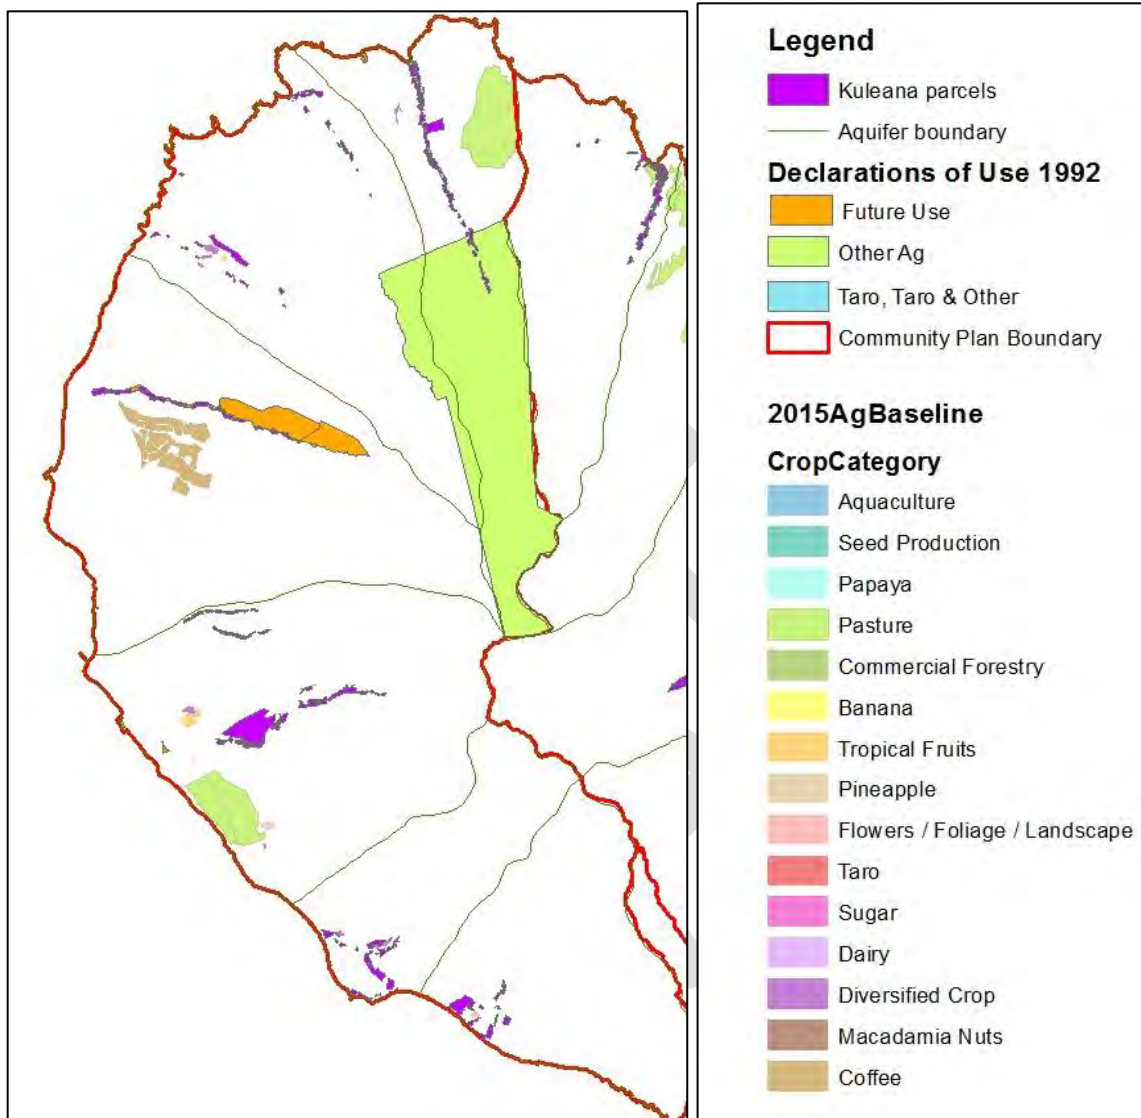 Legend
Kuleana parcels
Aquifer boundary
Declarations of Use 1992
Future Use
Other Ag
Taro, Taro & Other
Community Plan Boundary
2015AgBaseline
CropCategory
Aquaculture
Seed Production
Papaya
Pasture
Commercial Forestry
Banana
Tropical Fruits
Pineapple
Flowers / Foliage / Landscape
Taro
Sugar
Dairy
Diversified Crop
Macadamia Nuts
Coffee